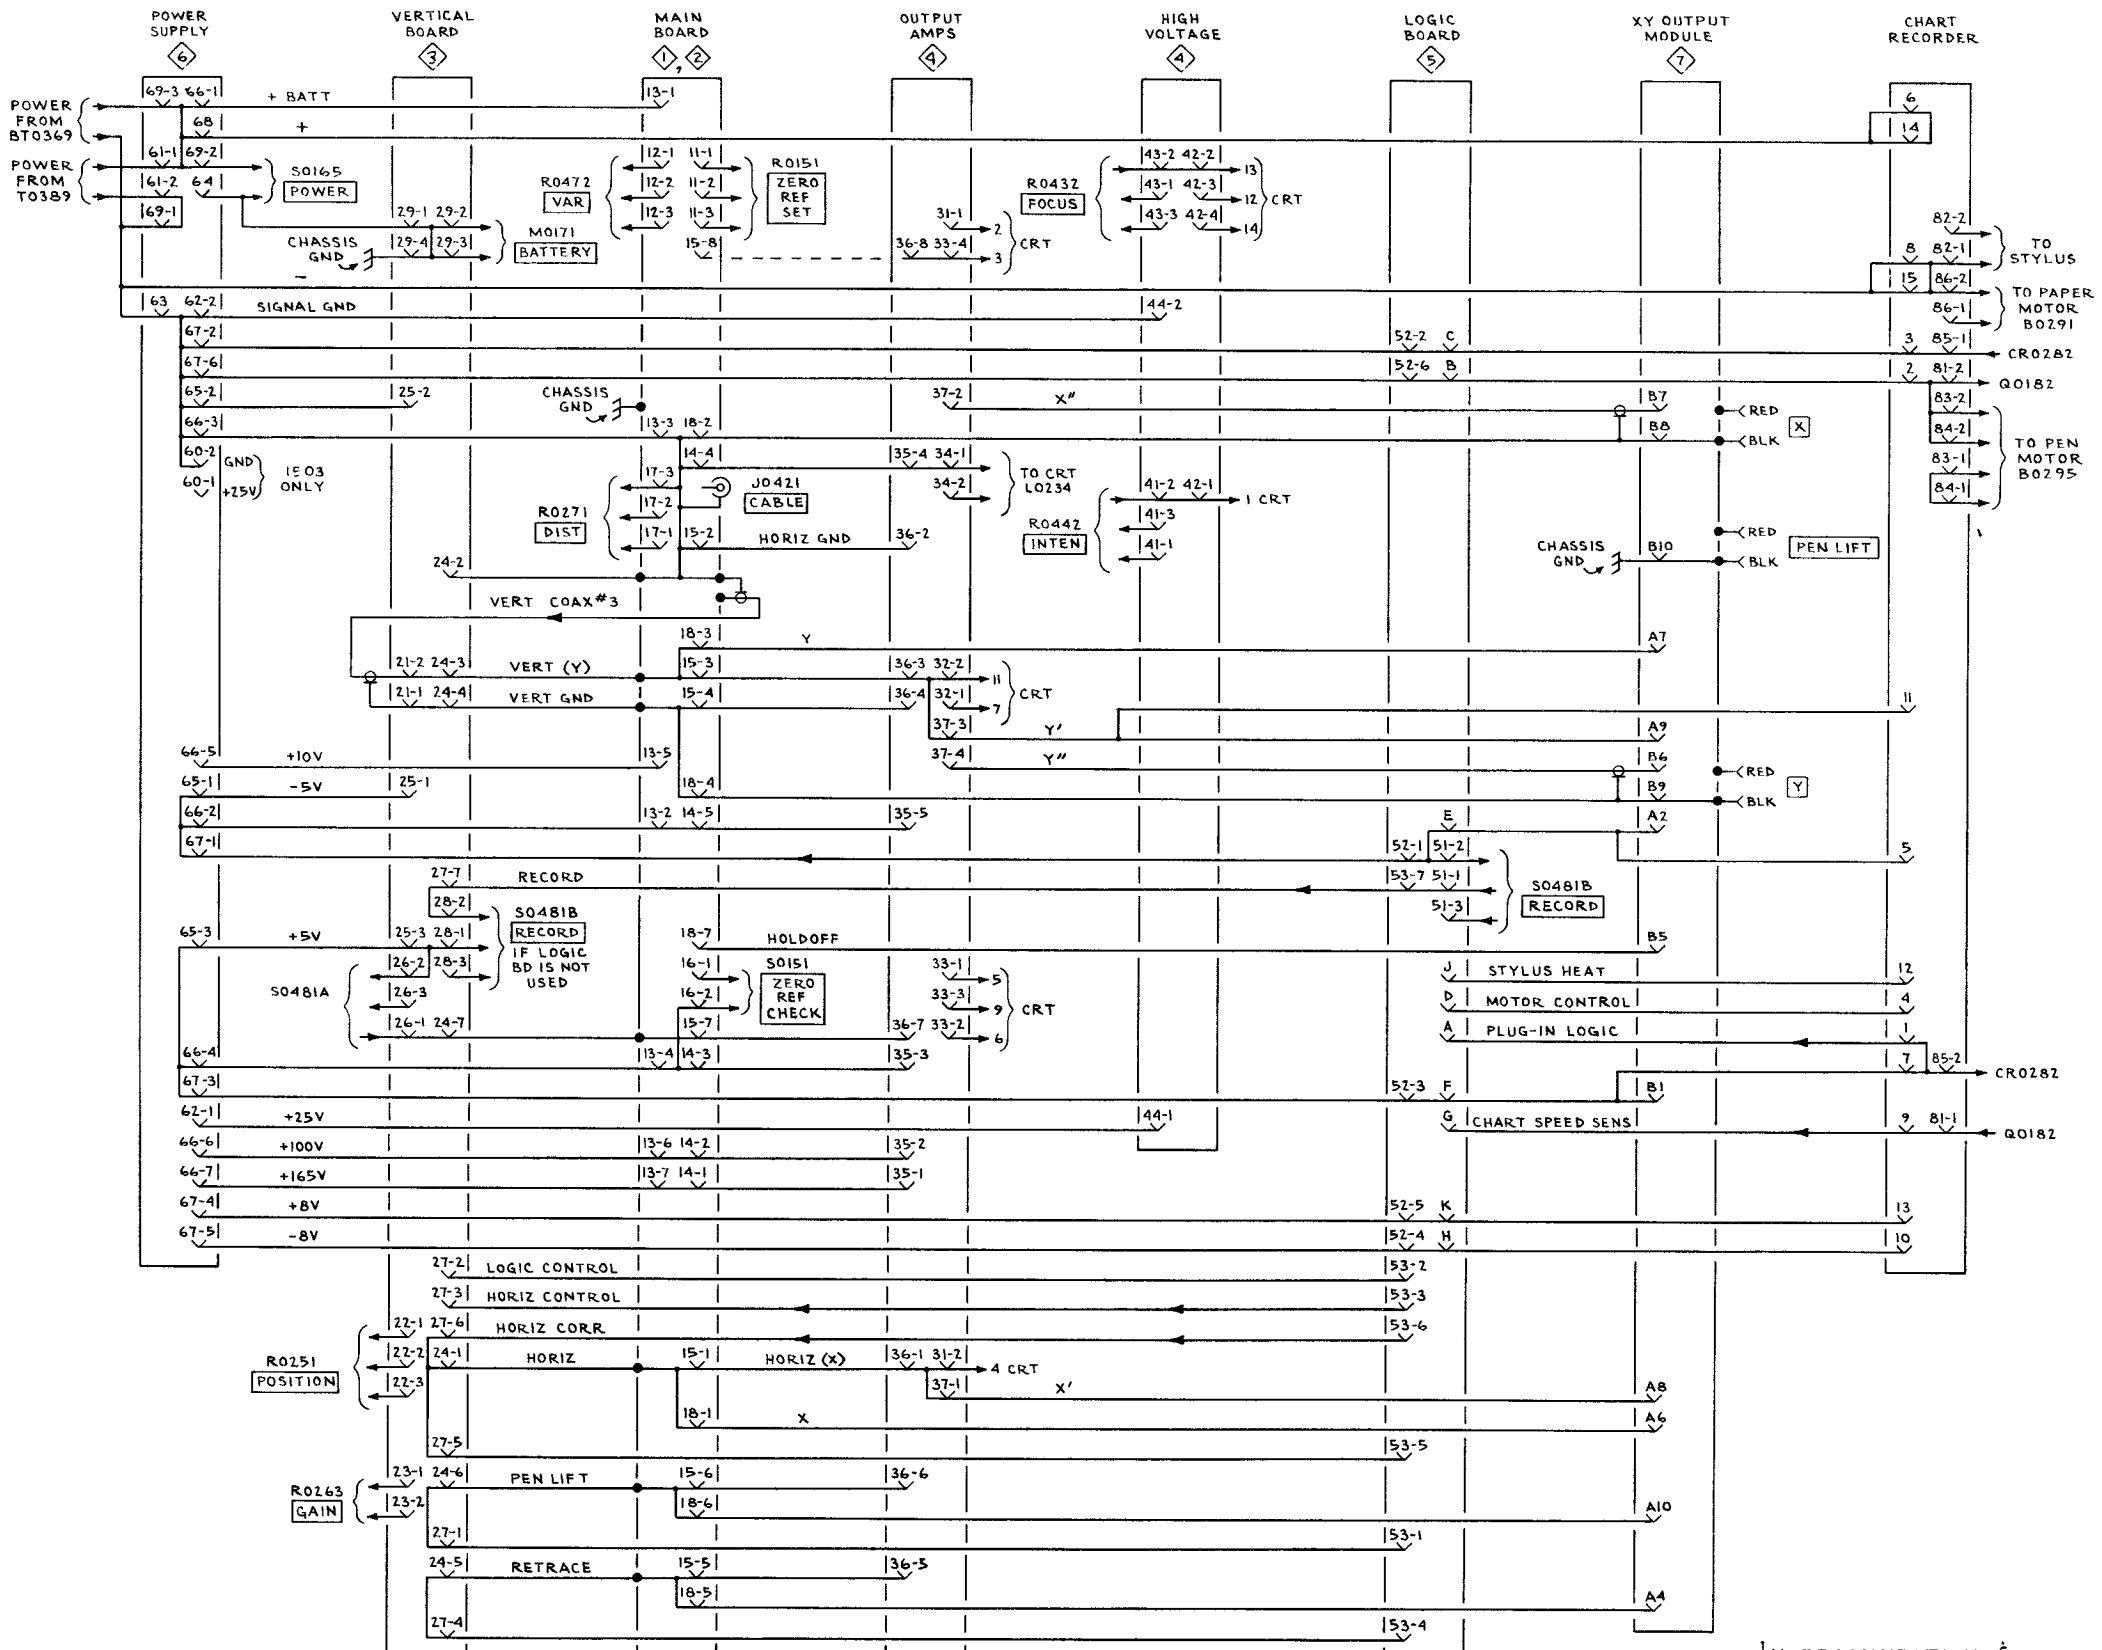 POWER SUPPLY
6
VERTICAL BOARD
3
MAIN BOARD
1 , 2
OUTPUT AMPS
4
HIGH VOLTAGE
4
LOGIC BOARD
5
XY OUTPUT MODULE
7
CHART RECORDER
POWER FROM BT0369
69-3 66-1 + BATT 13-1
6
68 +
14
POWER FROM T0389
61-1 69-2
61-2 64
69-1
S0165
POWER
29-1 29-2
29-4 29-3
CHASSIS GND
M0171
BATTERY
R0472
VAR
12-1 11-1
12-2 11-2
12-3 11-3
15-8
R0151
ZERO REF SET
31-1 2
36-8 33-4 3
CRT
R0432
FOCUS
43-2 42-2 13
43-1 42-3 12
43-3 42-4 14
CRT
82-2
8 82-1
TO STYLUS
−
15 86-2
86-1
TO PAPER MOTOR B0291
63 62-2 SIGNAL GND 44-2
67-2 52-2 C 3 85-1 CR0282
67-6 52-6 B 2 81-2 Q0182
65-2 25-2
CHASSIS GND
37-2 X" B7 RED
X
66-3 13-3 18-2 B8 BLK
83-2
84-2
83-1
84-1
TO PEN MOTOR B0295
60-2 GND
60-1 +25V
1503 ONLY
14-4 35-4 34-1
34-2
TO CRT L0234
R0271
DIST
17-3
17-2
17-1
J0421
CABLE
15-2 HORIZ GND 36-2
R0442
INTEN
41-2 42-1 1 CRT
41-3
41-1
RED
CHASSIS GND
B10
BLK
PEN LIFT
24-2
VERT COAX #3
18-3 Y A7
21-2 24-3 VERT (Y) 15-3 36-3 32-2 11
21-1 24-4 VERT GND 15-4 36-4 32-1 7
CRT
11
37-3 Y' A9
66-5 +10V 13-5 37-4 Y" B6 RED
Y
65-1 -5V 25-1 18-4 B9 BLK
66-2 13-2 14-5 35-5 E A2
67-1 52-1 51-2 5
27-7 RECORD 53-7 51-1
51-3
S0481B
RECORD
28-2
S0481B
RECORD
IF LOGIC BD IS NOT USED
65-3 +5V 25-3 28-1
26-2 28-3
26-3
26-1 24-7
S0481A
18-7 HOLDOFF B5
16-1
16-2
S0151
ZERO REF CHECK
15-7 36-7
33-1 5
33-3 9
33-2 6
CRT
J STYLUS HEAT 12
D MOTOR CONTROL 4
A PLUG-IN LOGIC 1
66-4 13-4 14-3 35-3
7 85-2 CR0282
67-3 52-3 F B1
62-1 +25V 44-1
G CHART SPEED SENS 9 81-1 Q0182
66-6 +100V 13-6 14-2 35-2
66-7 +165V 13-7 14-1 35-1
67-4 +8V 52-5 K 13
67-5 -8V 52-4 H 10
27-2 LOGIC CONTROL 53-2
27-3 HORIZ CONTROL 53-3
22-1 27-6 HORIZ CORR 53-6
R0251
POSITION
22-2 24-1 HORIZ 15-1 HORIZ (X) 36-1 31-2 4 CRT
22-3 37-1 X' A8
18-1 X A6
27-5 53-5
R0263
GAIN
23-1 24-6 PEN LIFT 15-6 36-6
23-2 18-6 A10
27-1 53-1
24-5 RETRACE 15-5 36-5
18-5 A4
27-4 53-4